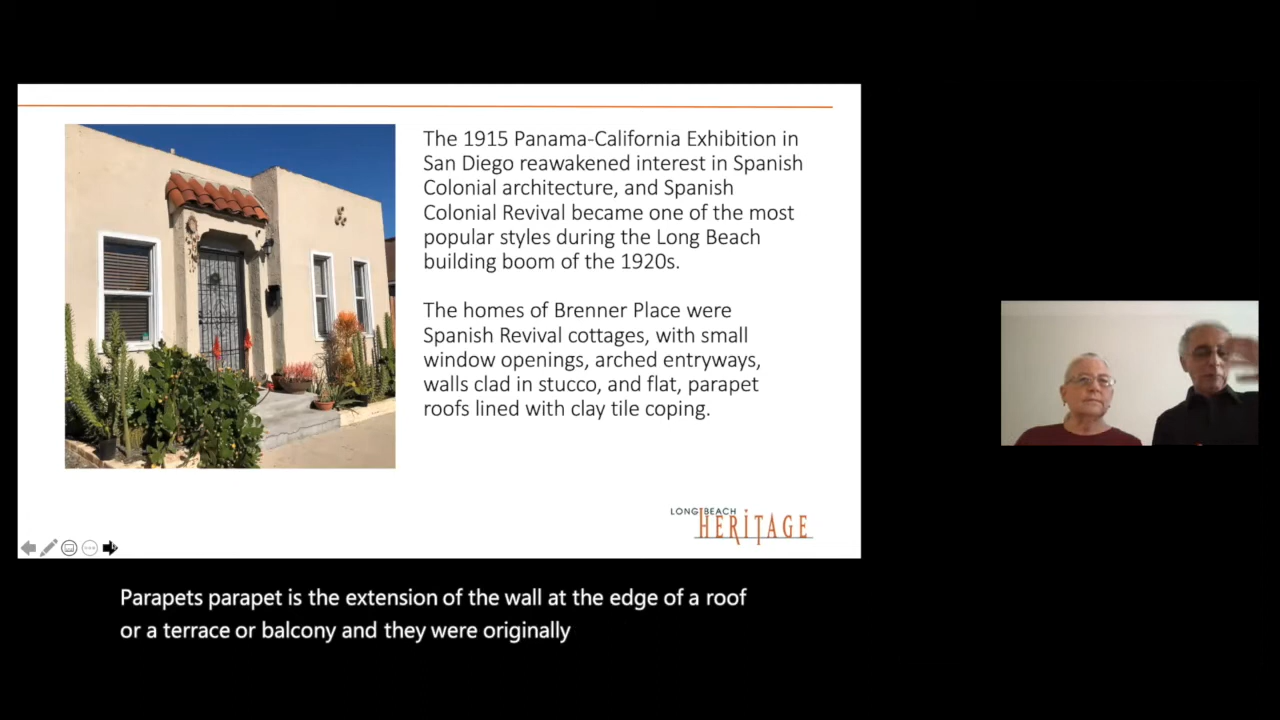 The 1915 Panama-California Exhibition in
San Diego reawakened interest in Spanish
Colonial architecture, and Spanish
Colonial Revival became one of the most
popular styles during the Long Beach
building boom of the 1920s.
The homes of Brenner Place were
Spanish Revival cottages, with small
window openings, arched entryways,
walls clad in stucco, and flat, parapet
roofs lined with clay tile coping.
LONG BEACH
HERITAGE
Parapets parapet is the extension of the wall at the edge of a roof
or a terrace or balcony and they were originally